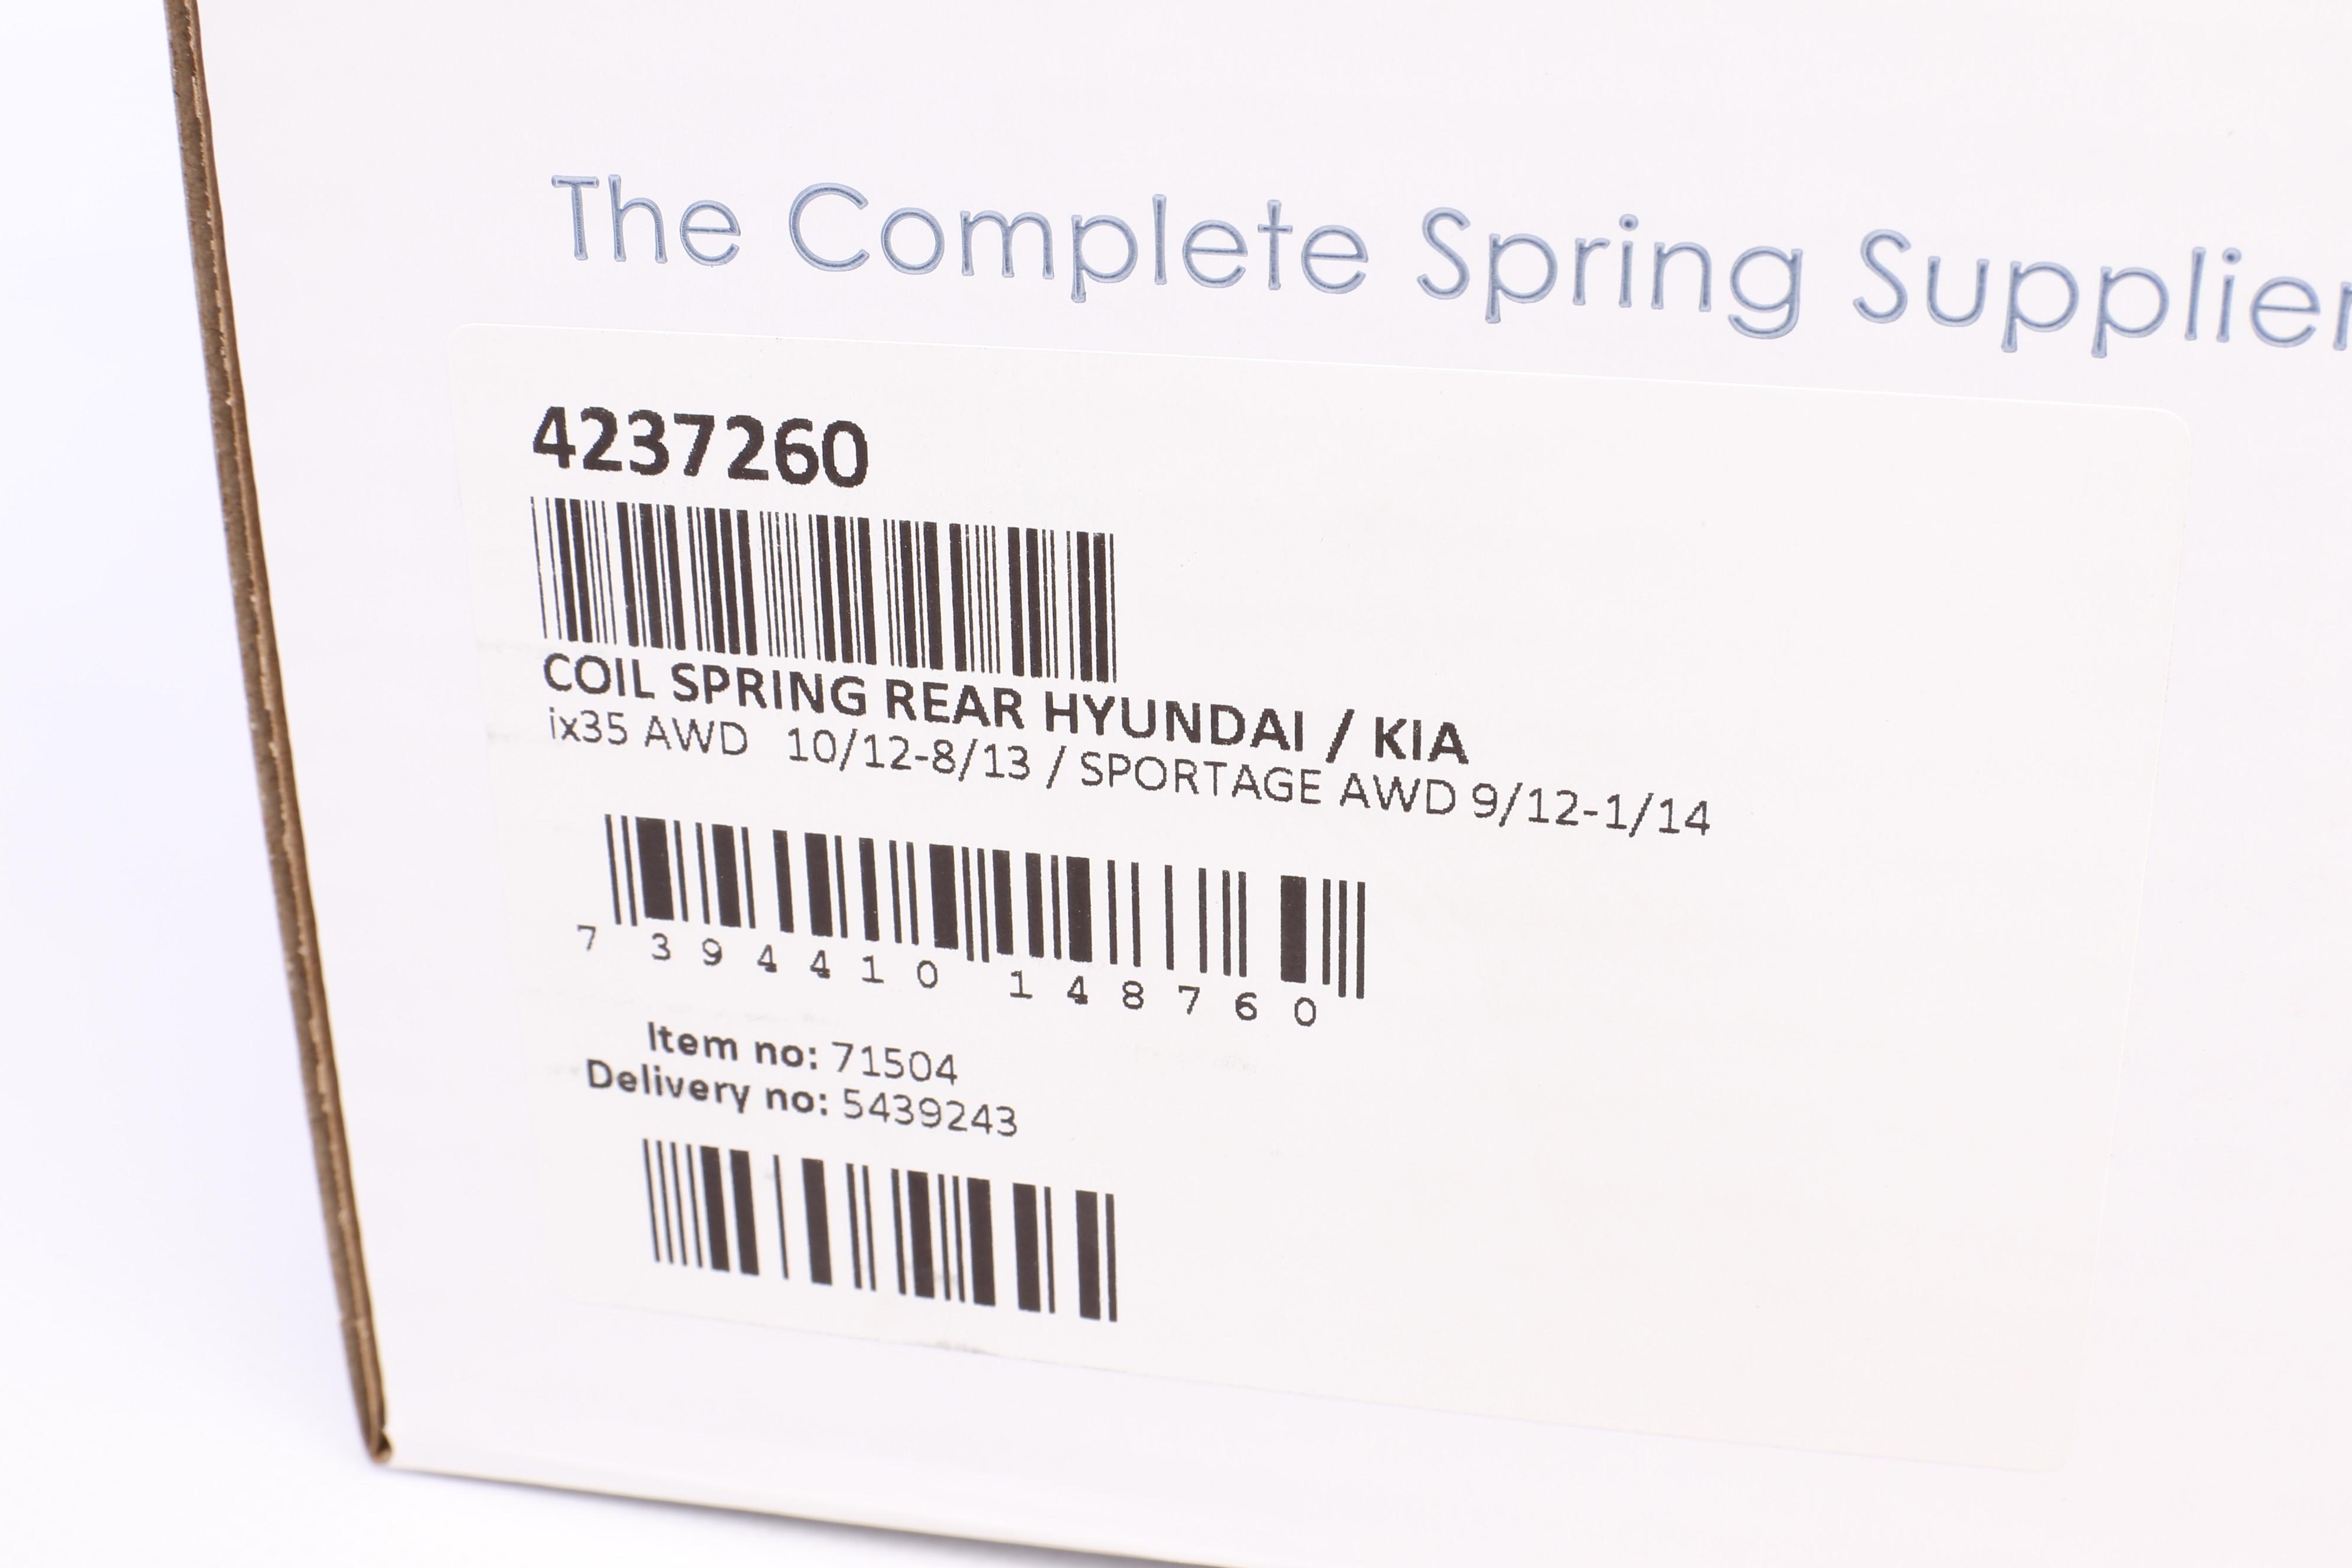 The Complete Spring Supplier
4237260
COIL SPRING REAR HYUNDAI / KIA
ix35 AWD 10/12-8/13 / SPORTAGE AWD 9/12-1/14
7 394410 148760
Item no: 71504
Delivery no: 5439243